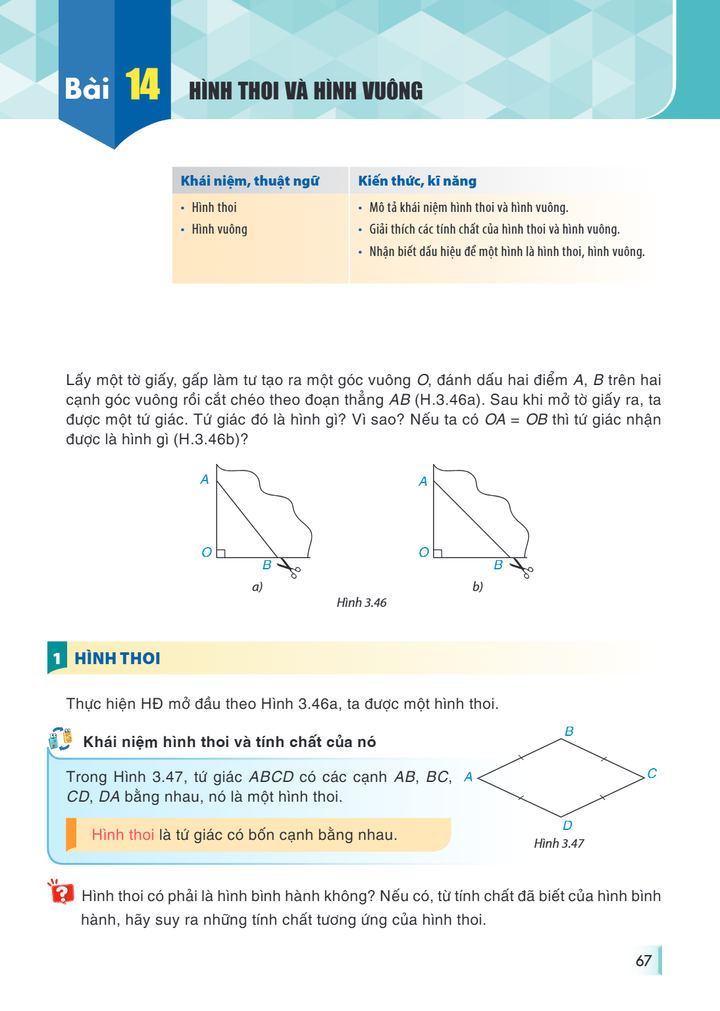 Bài 14 HÌNH THOI VÀ HÌNH VUÔNG
Khái niệm, thuật ngữ
• Hình thoi
• Hình vuông
Kiến thức, kĩ năng
• Mô tả khái niệm hình thoi và hình vuông.
• Giải thích các tính chất của hình thoi và hình vuông.
• Nhận biết dấu hiệu để một hình là hình thoi, hình vuông.
Lấy một tờ giấy, gấp làm tư tạo ra một góc vuông O, đánh dấu hai điểm A, B trên hai
cạnh góc vuông rồi cắt chéo theo đoạn thẳng AB (H.3.46a). Sau khi mở tờ giấy ra, ta
được một tứ giác. Tứ giác đó là hình gì? Vì sao? Nếu ta có OA = OB thì tứ giác nhận
được là hình gì (H.3.46b)?
A
O
B
a)
A
O
B
b)
Hình 3.46
1 HÌNH THOI
Thực hiện HĐ mở đầu theo Hình 3.46a, ta được một hình thoi.
Khái niệm hình thoi và tính chất của nó
Trong Hình 3.47, tứ giác ABCD có các cạnh AB, BC,
CD, DA bằng nhau, nó là một hình thoi.
Hình thoi là tứ giác có bốn cạnh bằng nhau.
B
A
C
D
Hình 3.47
? Hình thoi có phải là hình bình hành không? Nếu có, từ tính chất đã biết của hình bình
hành, hãy suy ra những tính chất tương ứng của hình thoi.
67